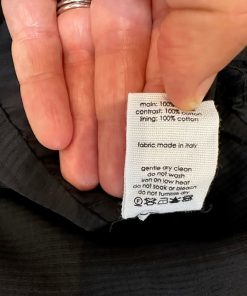 main: 100% cotton
contrast: 100% cotton
lining: 100% cotton
fabric made in italy
gentle dry clean
do not wash
iron on low heat
do not soak or bleach
do not tumble dry